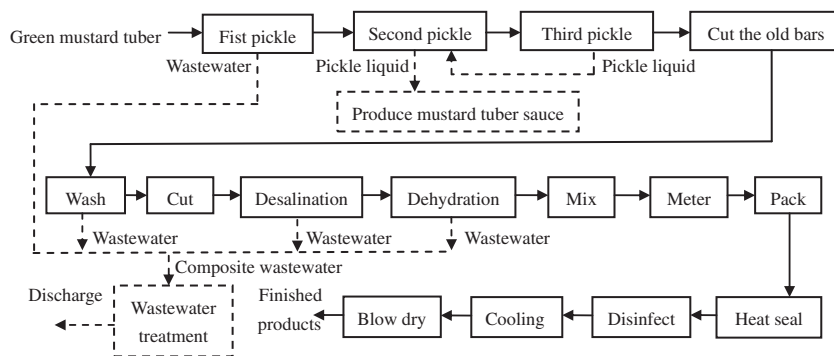 Green mustard tuber
Fist pickle
Second pickle
Third pickle
Cut the old bars
Wastewater
Pickle liquid
Pickle liquid
Produce mustard tuber sauce
Wash
Cut
Desalination
Dehydration
Mix
Meter
Pack
Wastewater
Wastewater
Wastewater
Composite wastewater
Discharge
Wastewater
treatment
Finished
products
Blow dry
Cooling
Disinfect
Heat seal